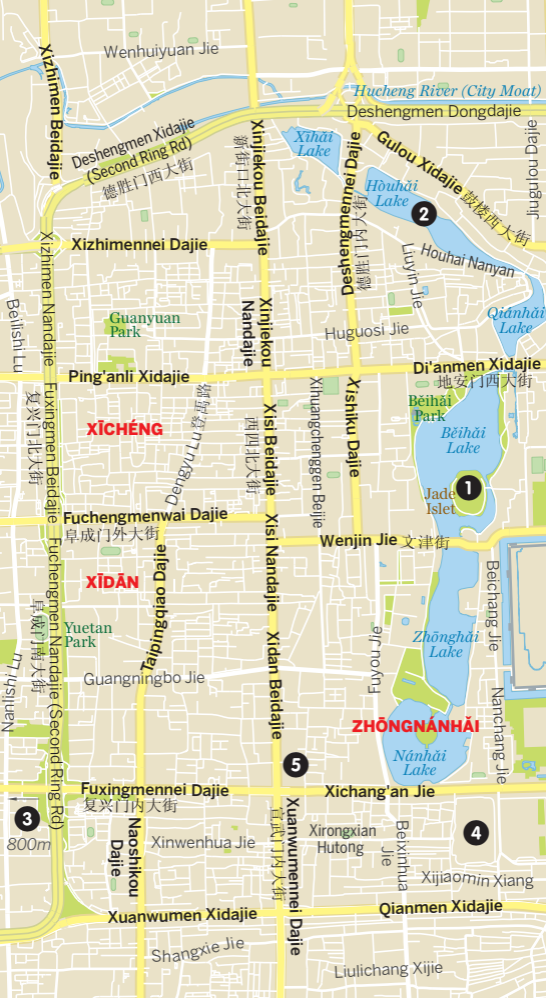 Wenhuiyuan Jie
Xizhimen Beidajie
Hucheng River (City Moat)
Deshengmen Dongdajie
Deshengmen Xidajie
(Second Ring Rd)
德胜门西大街
Xinjiekou Beidajie
新街口北大街
Xīhǎi
Lake
Deshengmennei Dajie
德胜门内大街
Gulou Xidajie 鼓楼西大街
Jiugulou Dajie
Hòuhǎi
Lake
2
Xizhimennei Dajie
Xizhimen Nandajie
Liuyin Jie
Houhai Nanyan
Beilishi Lu
Guanyuan
Park
Xinjiekou
Nandajie
Huguosi Jie
Qiánhǎi
Lake
Ping'anli Xidajie
Di'anmen Xidajie
地安门西大街
Fuxingmen Beidajie
复兴门北大街
XĪCHÉNG
Dengyu Lu
Xisi Beidajie
西四北大街
Xihuangchenggen Beijie
Xishiku Dajie
Běihǎi
Park
Běihǎi
Lake
1
Jade
Islet
Fuchengmenwai Dajie
阜成门外大街
Wenjin Jie 文津街
Fuchengmen Nandajie (Second Ring Rd)
阜成门南大街
XĪDĀN
Taipingqiao Dajie
Xisi Nandajie
Beichang Jie
Yuetan
Park
Xidan Beidajie
Fuyou Jie
Zhōnghǎi
Lake
Nanlishi Lu
Guangningbo Jie
Nanchang Jie
ZHŌNGNÁNHǍI
Nánhǎi
Lake
5
Fuxingmennei Dajie
复兴门内大街
Xichang'an Jie
3
800m
Naoshikou
Dajie
Xinwenhua Jie
Xuanwumennei Dajie
宣武门内大街
Xirongxian
Hutong
Beixinhua
Jie
4
Xijiaomin Xiang
Xuanwumen Xidajie
Qianmen Xidajie
Shangxie Jie
Liulichang Xijie